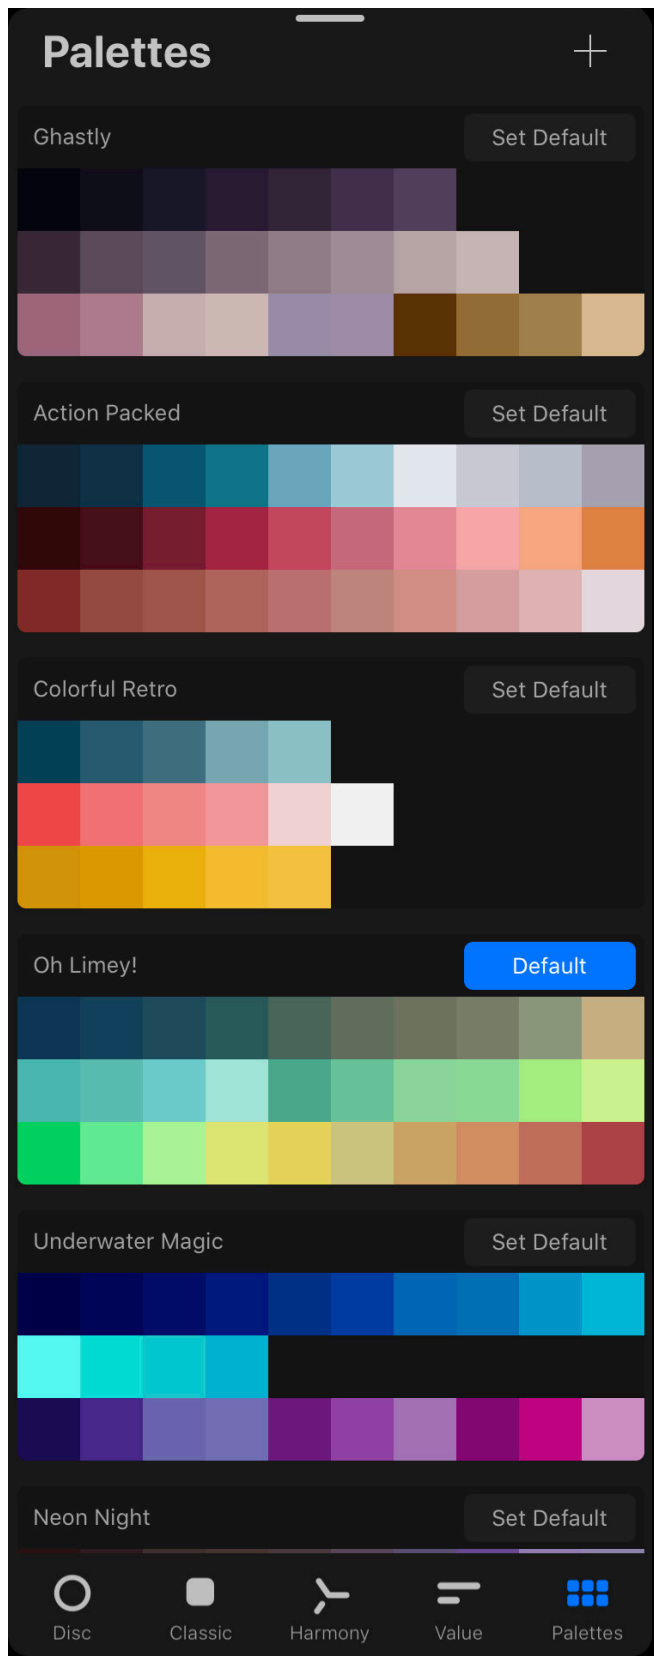 Palettes
Ghastly
Set Default
Action Packed
Set Default
Colorful Retro
Set Default
Oh Limey!
Default
Underwater Magic
Set Default
Neon Night
Set Default
Disc
Classic
Harmony
Value
Palettes